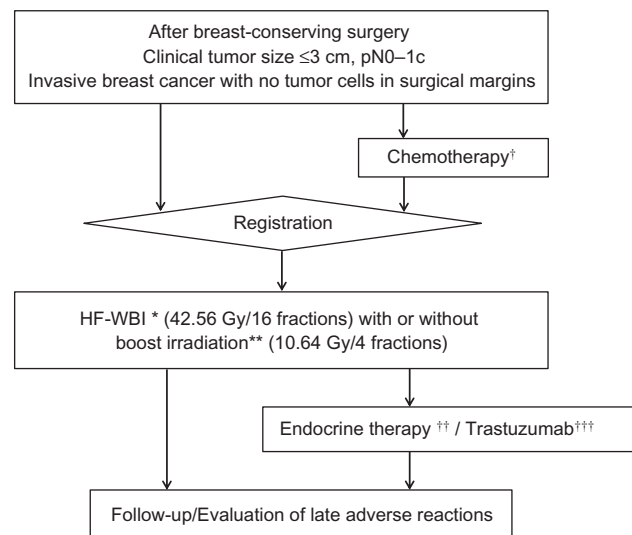 After breast-conserving surgery
Clinical tumor size ≤3 cm, pN0–1c
Invasive breast cancer with no tumor cells in surgical margins
Chemotherapy†
Registration
HF-WBI * (42.56 Gy/16 fractions) with or without
boost irradiation** (10.64 Gy/4 fractions)
Endocrine therapy †† / Trastuzumab†††
Follow-up/Evaluation of late adverse reactions